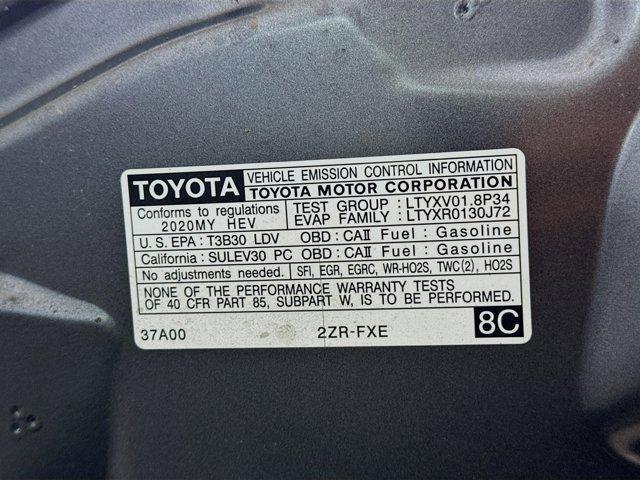 TOYOTA
VEHICLE EMISSION CONTROL INFORMATION
TOYOTA MOTOR CORPORATION
Conforms to regulations
2020MY HEV
TEST GROUP : LTYXV01.8P34
EVAP FAMILY : LTYXR0130J72
U.S. EPA : T3B30 LDV OBD : CAII Fuel : Gasoline
California : SULEV30 PC OBD : CAII Fuel : Gasoline
No adjustments needed. SFI, EGR, EGRC, WR-HO2S, TWC(2), HO2S
NONE OF THE PERFORMANCE WARRANTY TESTS
OF 40 CFR PART 85, SUBPART W, IS TO BE PERFORMED.
37A00 2ZR-FXE 8C